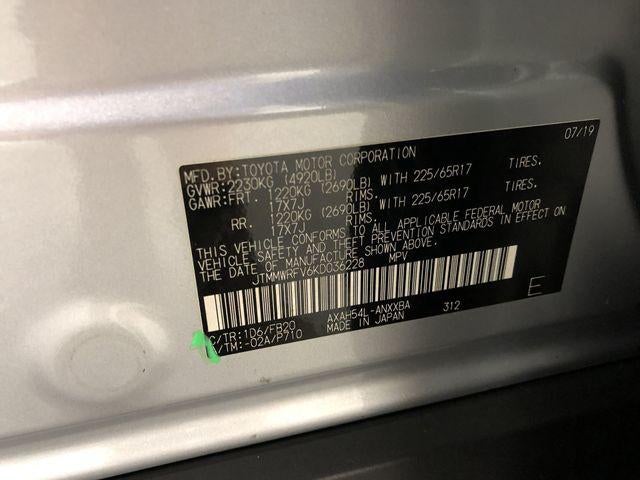 07/19
MFD.BY:TOYOTA MOTOR CORPORATION
GVWR:2230KG (4920LB)
GAWR:FRT. 1220KG (2690LB) WITH 225/65R17 TIRES.
17X7J RIMS.
RR. 1220KG (2690LB) WITH 225/65R17 TIRES.
17X7J RIMS.
THIS VEHICLE CONFORMS TO ALL APPLICABLE FEDERAL MOTOR
VEHICLE SAFETY AND THEFT PREVENTION STANDARDS IN EFFECT ON
THE DATE OF MANUFACTURE SHOWN ABOVE.
JTMMWRFV6KD036228 MPV
E
C/TR:1D6/FB20 AXAH54L-ANXXBA 312
A/TM:-02A/P710 MADE IN JAPAN